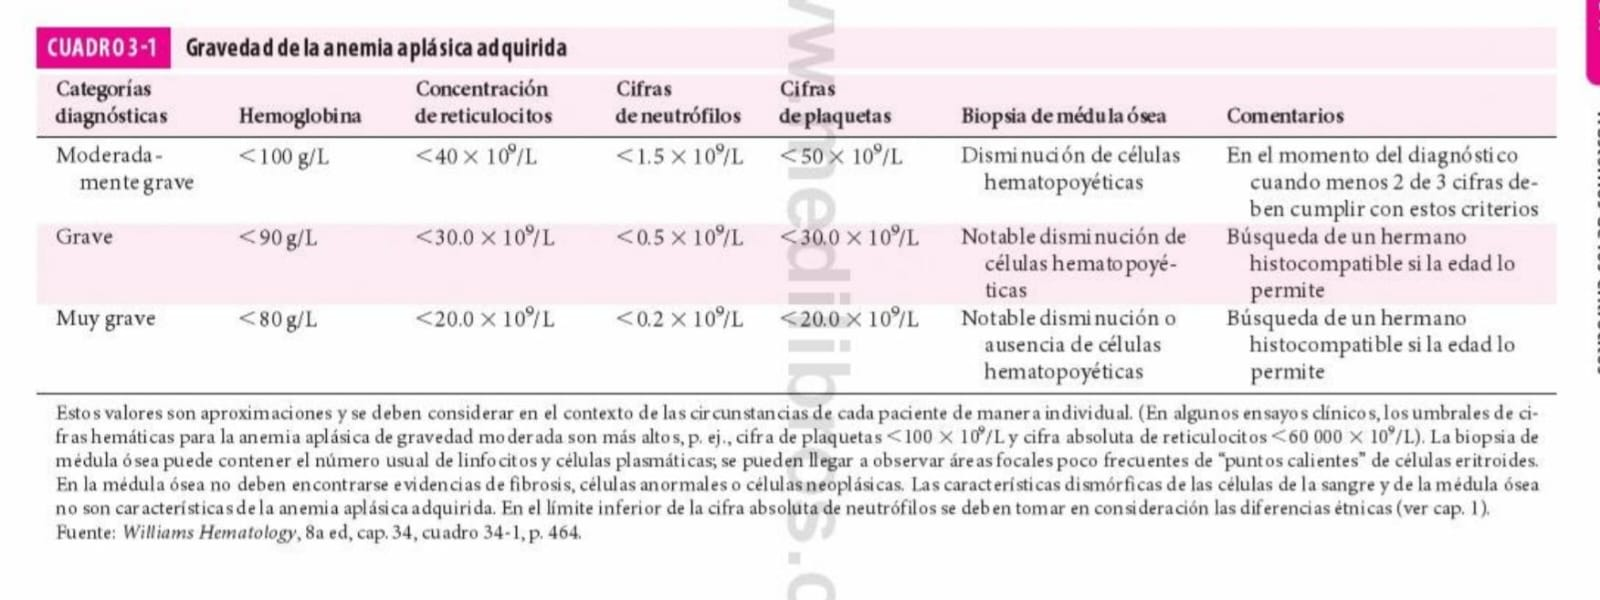 CUADRO 3-1 Gravedad de la anemia aplásica adquirida
Categorías diagnósticas Hemoglobina Concentración de reticulocitos Cifras de neutrófilos Cifras de plaquetas Biopsia de médula ósea Comentarios
Moderada- <100 g/L <40 × 10⁹/L <1.5 × 10⁹/L <50 × 10⁹/L Disminución de células En el momento del diagnóstico
mente grave hematopoyéticas cuando menos 2 de 3 cifras de-
ben cumplir con estos criterios
Grave <90 g/L <30.0 × 10⁹/L <0.5 × 10⁹/L <30.0 × 10⁹/L Notable disminución de Búsqueda de un hermano
células hematopoyé- histocompatible si la edad lo
ticas permite
Muy grave <80 g/L <20.0 × 10⁹/L <0.2 × 10⁹/L <20.0 × 10⁹/L Notable disminución o Búsqueda de un hermano
ausencia de células histocompatible si la edad lo
hematopoyéticas permite
Estos valores son aproximaciones y se deben considerar en el contexto de las circunstancias de cada paciente de manera individual. (En algunos ensayos clínicos, los umbrales de ci-
fras hemáticas para la anemia aplásica de gravedad moderada son más altos, p. ej., cifra de plaquetas <100 × 10⁹/L y cifra absoluta de reticulocitos <60 000 × 10⁹/L). La biopsia de
médula ósea puede contener el número usual de linfocitos y células plasmáticas; se pueden llegar a observar áreas focales poco frecuentes de "puntos calientes" de células eritroides.
En la médula ósea no deben encontrarse evidencias de fibrosis, células anormales o células neoplásicas. Las características dismórficas de las células de la sangre y de la médula ósea
no son características de la anemia aplásica adquirida. En el límite inferior de la cifra absoluta de neutrófilos se deben tomar en consideración las diferencias étnicas (ver cap. 1).
Fuente: Williams Hematology, 8a ed, cap. 34, cuadro 34-1, p. 464.
w.medilibros.c